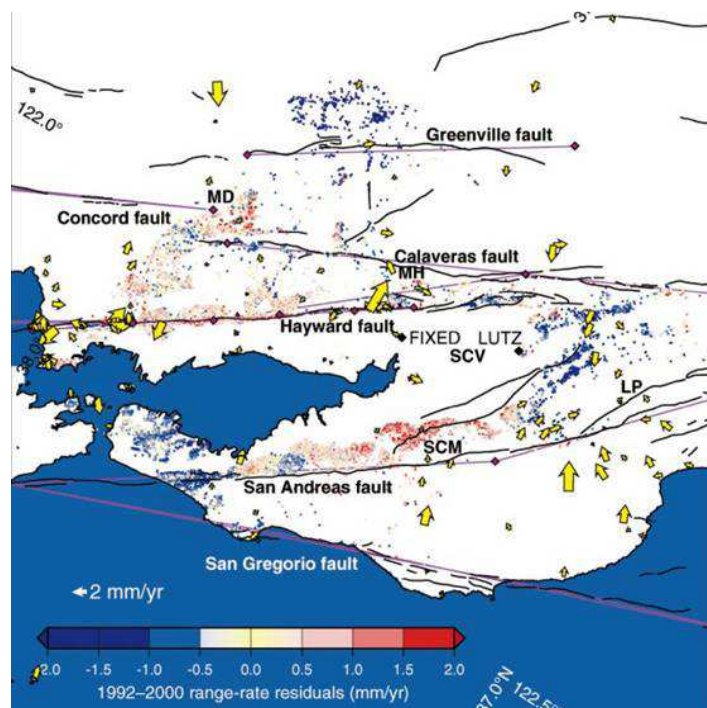 122.0°
Greenville fault
MD
Concord fault
Calaveras fault
MH
Hayward fault
FIXED LUTZ
SCV
LP
SCM
San Andreas fault
San Gregorio fault
2 mm/yr
2.0 -1.5 -1.0 -0.5 0.0 0.5 1.0 1.5 2.0
1992–2000 range-rate residuals (mm/yr)
37.0°N
122.5°